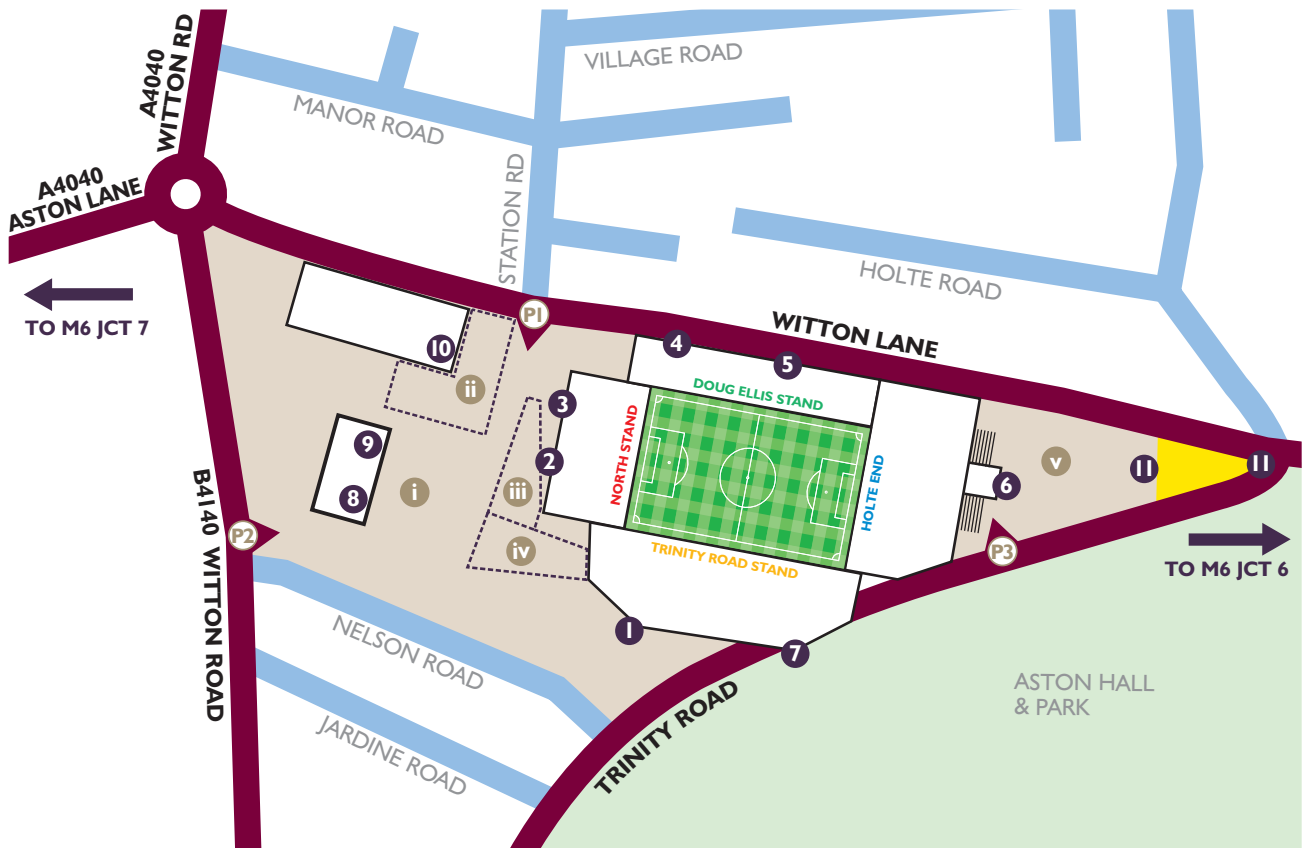 A4040
WITTON RD
VILLAGE ROAD
MANOR ROAD
A4040
ASTON LANE
STATION RD
HOLTE ROAD
TO M6 JCT 7
P1
WITTON LANE
4
5
10
ii
DOUG ELLIS STAND
3
NORTH STAND
9
2
8
i
iii
HOLTE END
6
v
11
11
B4140 WITTON ROAD
P2
iv
TRINITY ROAD STAND
P3
TO M6 JCT 6
1
7
NELSON ROAD
JARDINE ROAD
TRINITY ROAD
ASTON HALL
& PARK